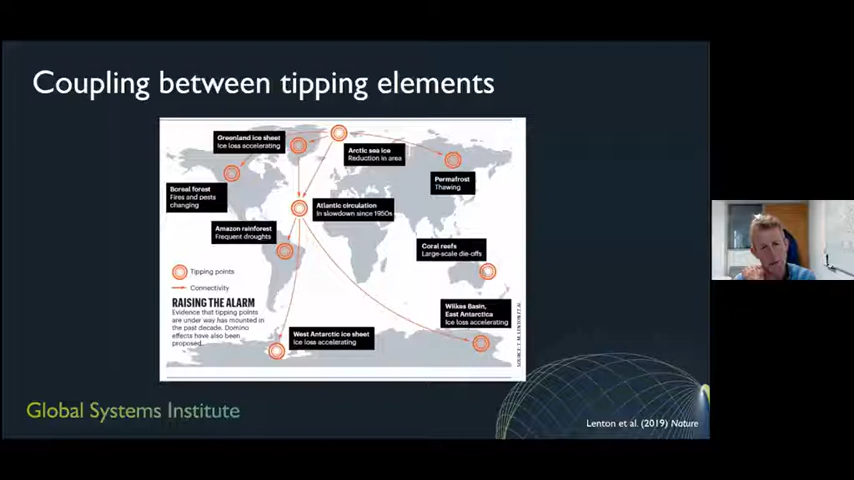 Coupling between tipping elements
Greenland ice sheet
Ice loss accelerating
Arctic sea ice
Reduction in area
Permafrost
Thawing
Boreal forest
Fires and pests
changing
Atlantic circulation
In slowdown since 1950s
Amazon rainforest
Frequent droughts
Coral reefs
Large-scale die-offs
Tipping points
Connectivity
RAISING THE ALARM
Evidence that tipping points
are under way has mounted in
the past decade. Domino
effects have also been
proposed.
Wilkes Basin,
East Antarctica
Ice loss accelerating
West Antarctic ice sheet
Ice loss accelerating
Global Systems Institute
Lenton et al. (2019) Nature